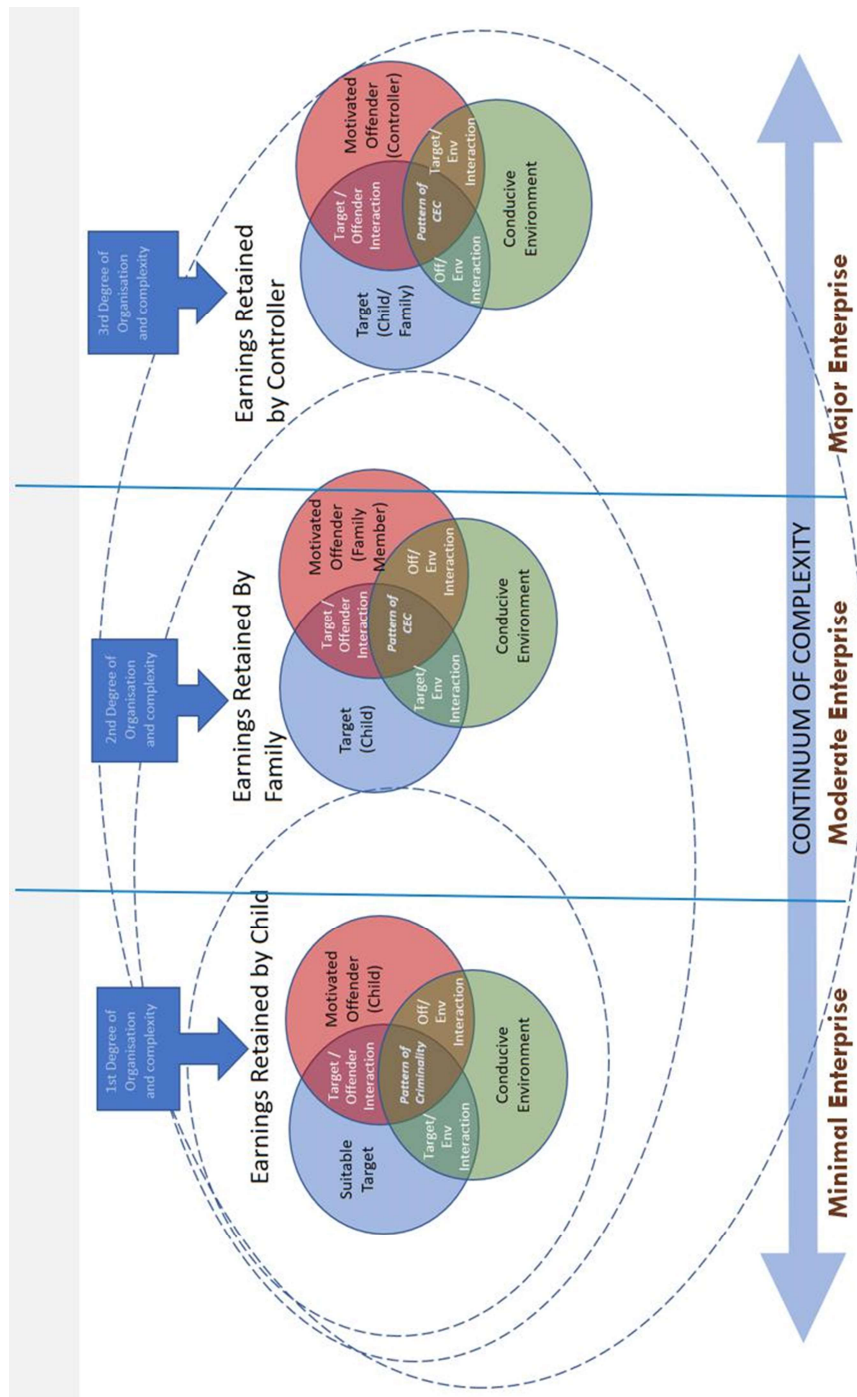 1st Degree of
Organisation
and complexity
Earnings Retained by Child
Suitable
Target
Target /
Offender
Interaction
Motivated
Offender
(Child)
Pattern of
Criminality
Target/
Env
Interaction
Off/
Env
Interaction
Conducive
Environment
2nd Degree of
Organisation
and complexity
Earnings Retained By
Family
Target
(Child)
Target /
Offender
Interaction
Motivated
Offender
(Family
Member)
Pattern of
CEC
Target/
Env
Interaction
Off/
Env
Interaction
Conducive
Environment
3rd Degree of
Organisation
and complexity
Earnings Retained
by Controller
Target
(Child/
Family)
Target /
Offender
Interaction
Motivated
Offender
(Controller)
Pattern of
CEC
Off/
Env
Interaction
Target/
Env
Interaction
Conducive
Environment
CONTINUUM OF COMPLEXITY
Minimal Enterprise
Moderate Enterprise
Major Enterprise